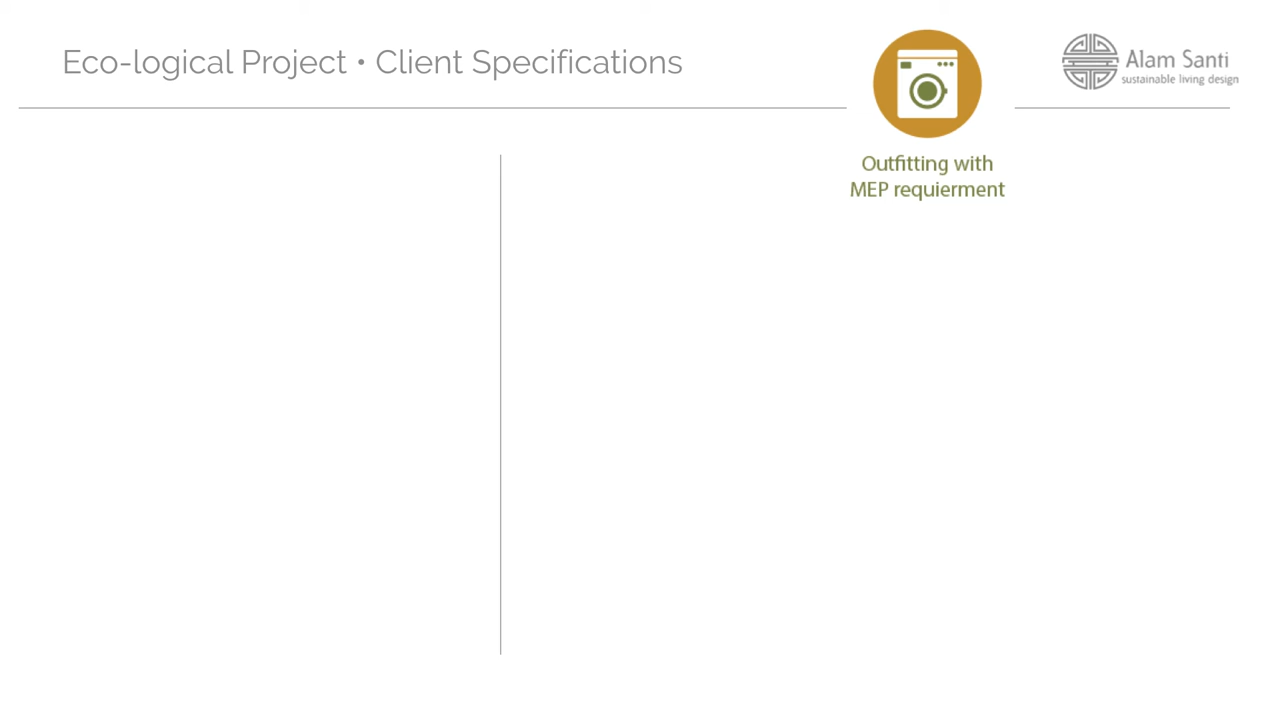 Eco-logical Project • Client Specifications
Alam Santi
sustainable living design
Outfitting with
MEP requierment